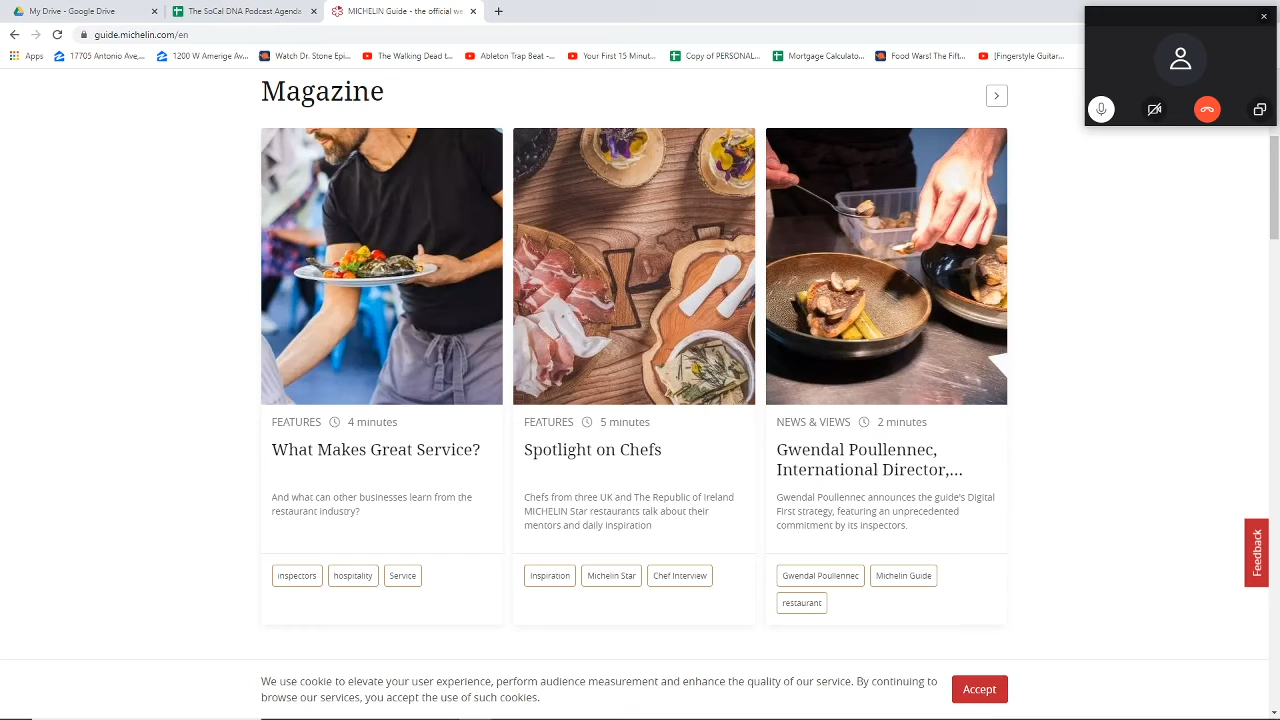 My Drive - Google Drive
The SoCal DNA Podcast Agenda
MICHELIN Guide - the official we
guide.michelin.com/en
Apps
17705 Antonio Ave,...
1200 W Amerige Av...
Watch Dr. Stone Epi...
The Walking Dead t...
Ableton Trap Beat -...
Your First 15 Minut...
Copy of PERSONAL...
Mortgage Calculato...
Food Wars! The Fift...
[Fingerstyle Guitar...
Magazine
FEATURES 4 minutes
What Makes Great Service?
And what can other businesses learn from the
restaurant industry?
inspectors
hospitality
Service
FEATURES 5 minutes
Spotlight on Chefs
Chefs from three UK and The Republic of Ireland
MICHELIN Star restaurants talk about their
mentors and daily inspiration
Inspiration
Michelin Star
Chef Interview
NEWS & VIEWS 2 minutes
Gwendal Poullennec,
International Director,...
Gwendal Poullennec announces the guide's Digital
First strategy, featuring an unprecedented
commitment by its inspectors.
Gwendal Poullennec
Michelin Guide
restaurant
Feedback
We use cookie to elevate your user experience, perform audience measurement and enhance the quality of our service. By continuing to
browse our services, you accept the use of such cookies.
Accept